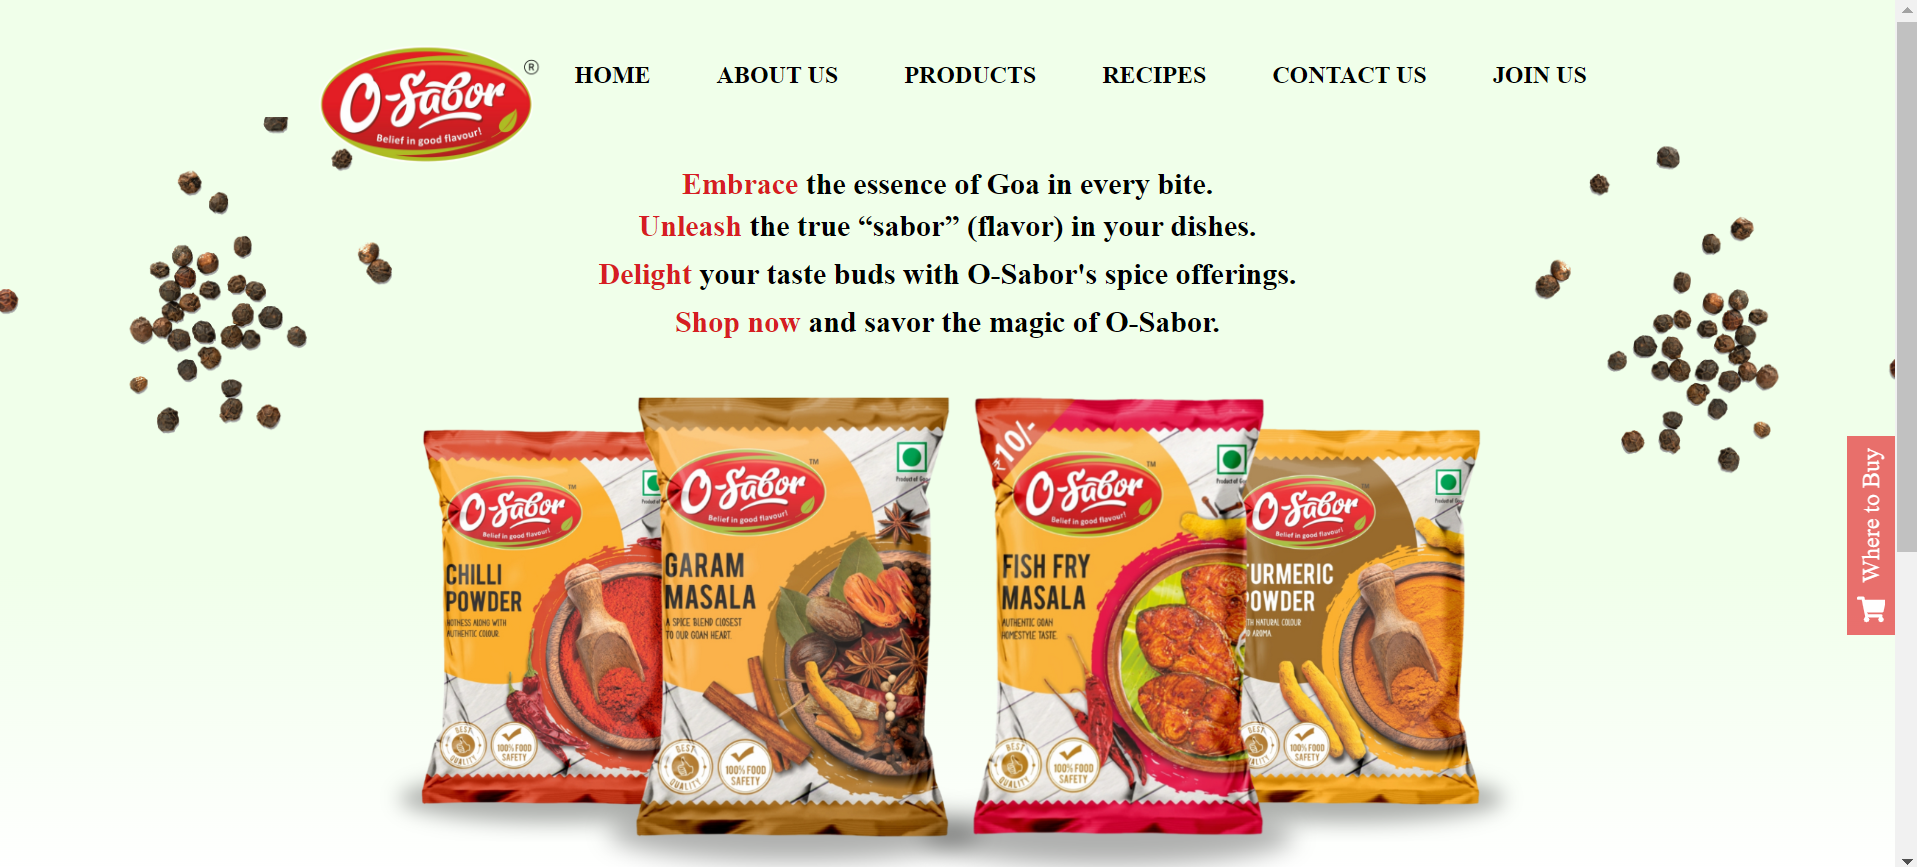 O-Sabor ®
Belief in good flavour!
HOME ABOUT US PRODUCTS RECIPES CONTACT US JOIN US
Embrace the essence of Goa in every bite.
Unleash the true “sabor” (flavor) in your dishes.
Delight your taste buds with O-Sabor's spice offerings.
Shop now and savor the magic of O-Sabor.
Where to Buy
O-Sabor TM
Belief in good flavour!
CHILLI
POWDER
HOTNESS ALONG WITH
AUTHENTIC COLOUR.
BEST
QUALITY
100% FOOD
SAFETY
O-Sabor TM
Belief in good flavour!
Product of Goa
GARAM
MASALA
A SPICE BLEND CLOSEST
TO OUR GOAN HEART.
BEST
QUALITY
100% FOOD
SAFETY
₹10/-
O-Sabor TM
Belief in good flavour!
FISH FRY
MASALA
AUTHENTIC GOAN
HOMESTYLE TASTE.
BEST
QUALITY
100% FOOD
SAFETY
O-Sabor TM
Belief in good flavour!
Product of Goa
URMERIC
OWDER
TH NATURAL COLOUR
D AROMA
BEST
QUALITY
100% FOOD
SAFETY